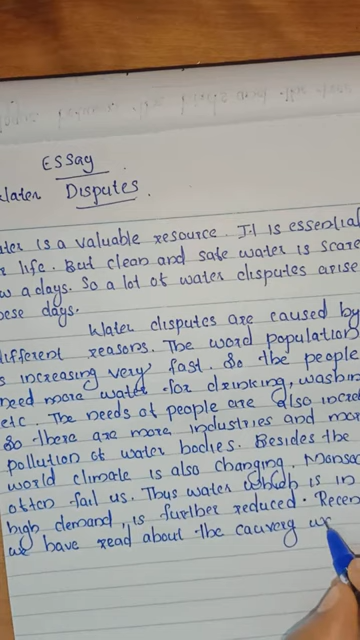 ESSay
Water Disputes.
ter is a valuable resource. It is essential
life. But clean and safe water is scare
w a days. So a lot of water disputes arise
ese days.
Water disputes are caused by
different reasons. The word population
s increasing very fast. So the people
need more water for drinking, washin
etc. The needs of people are also incre
So there are more industries and mor
pollution of water bodies. Besides the
world climate is also changing. Monso
often fail us. Thus water which is in
high demand, is further reduced. Recen
we have read about the cauvery wa